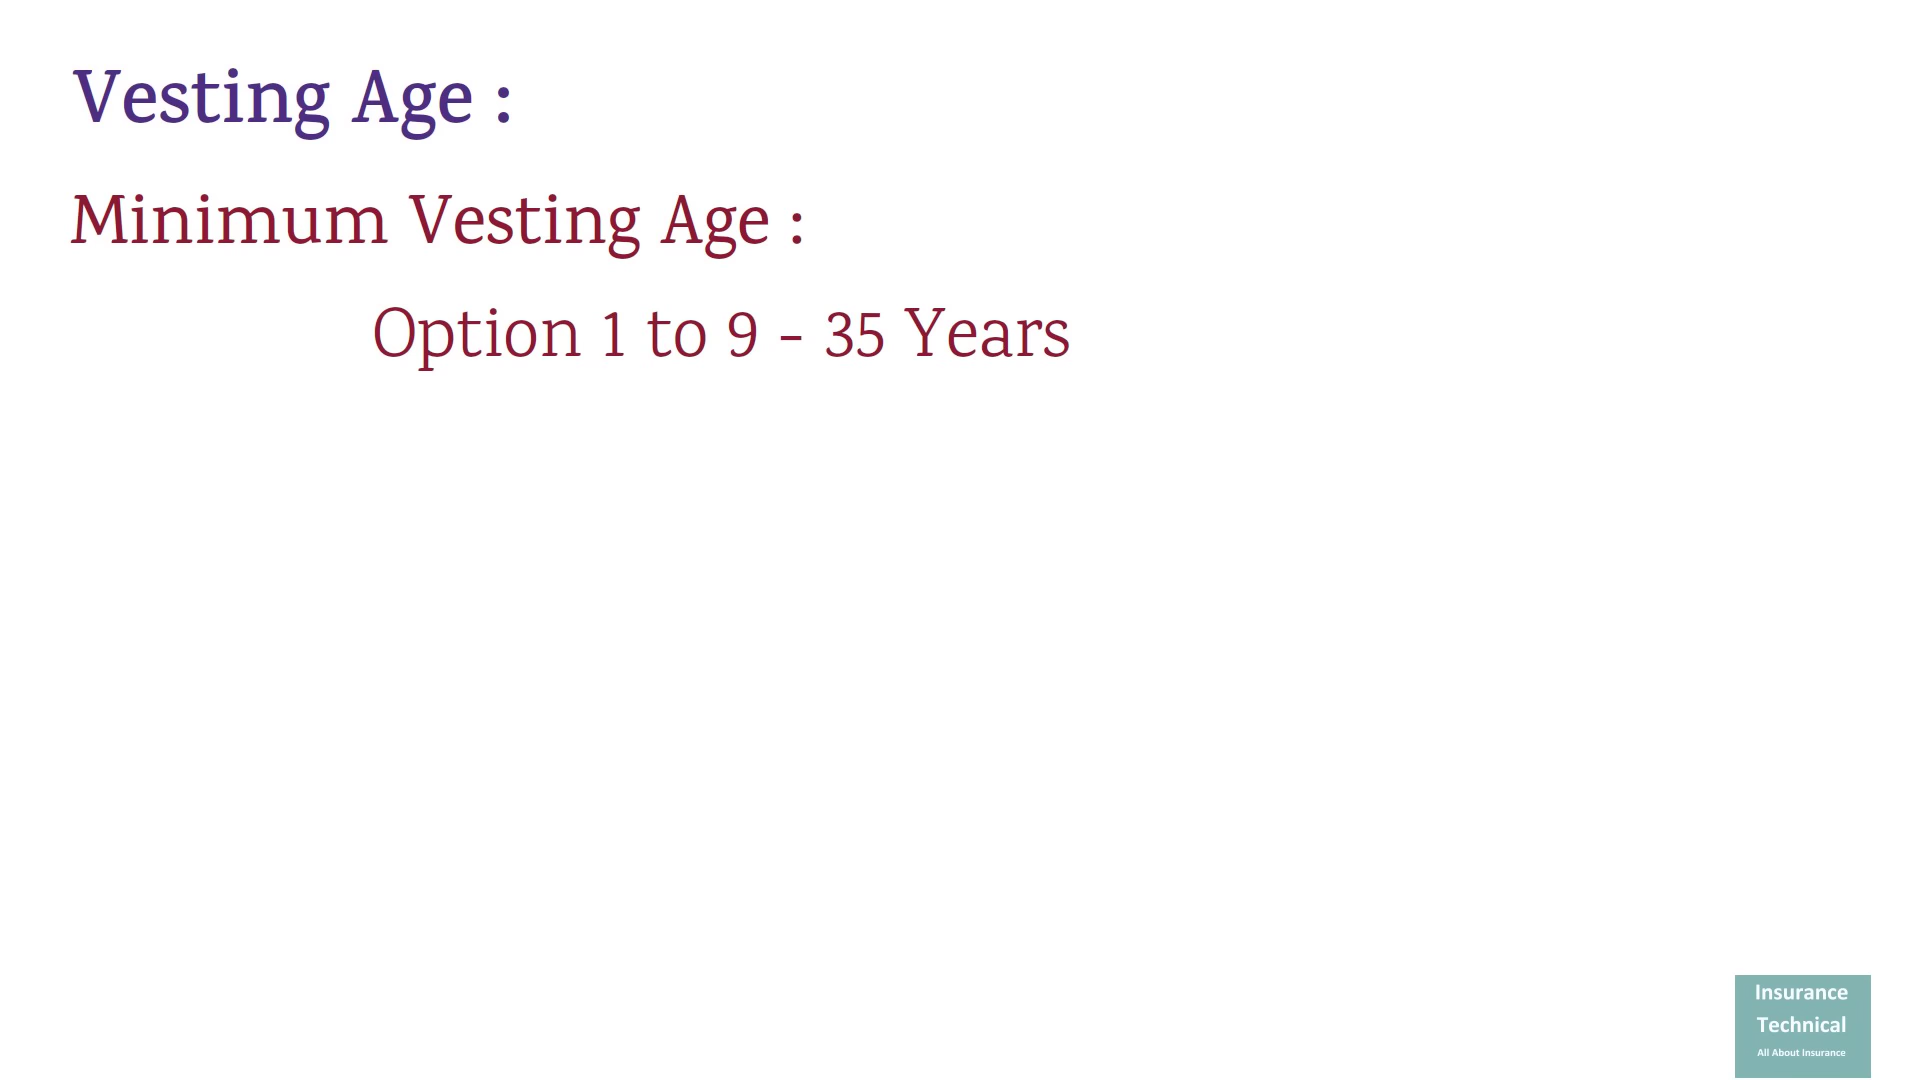 Vesting Age :
Minimum Vesting Age :
Option 1 to 9 - 35 Years
Insurance
Technical
All About Insurance